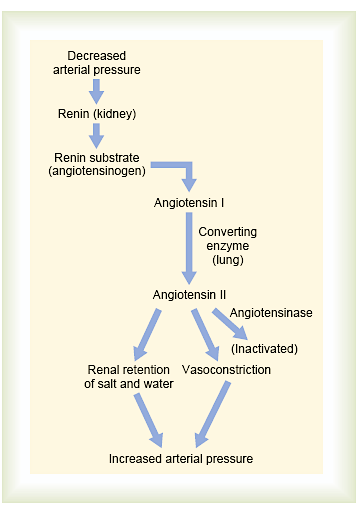 Decreased
arterial pressure
Renin (kidney)
Renin substrate
(angiotensinogen)
Angiotensin I
Converting
enzyme
(lung)
Angiotensin II
Angiotensinase
(Inactivated)
Renal retention
of salt and water
Vasoconstriction
Increased arterial pressure